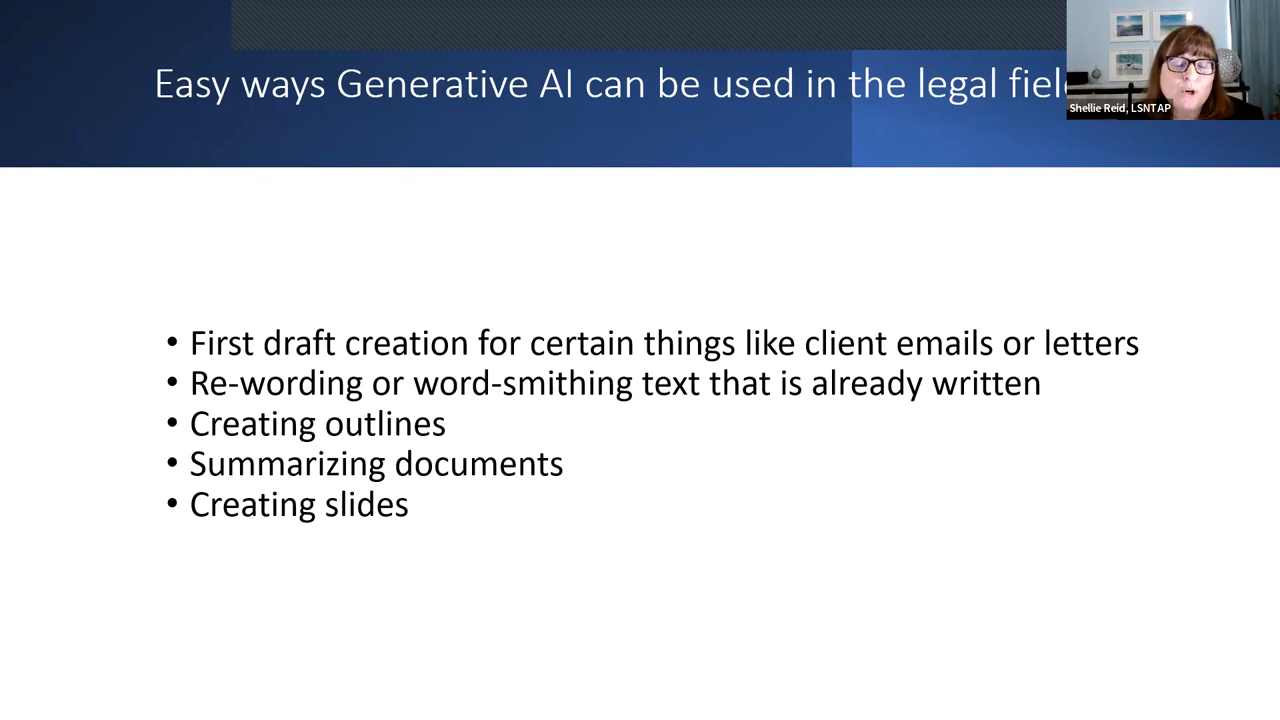 Easy ways Generative AI can be used in the legal fiel
Shellie Reid, LSNTAP
• First draft creation for certain things like client emails or letters
• Re-wording or word-smithing text that is already written
• Creating outlines
• Summarizing documents
• Creating slides